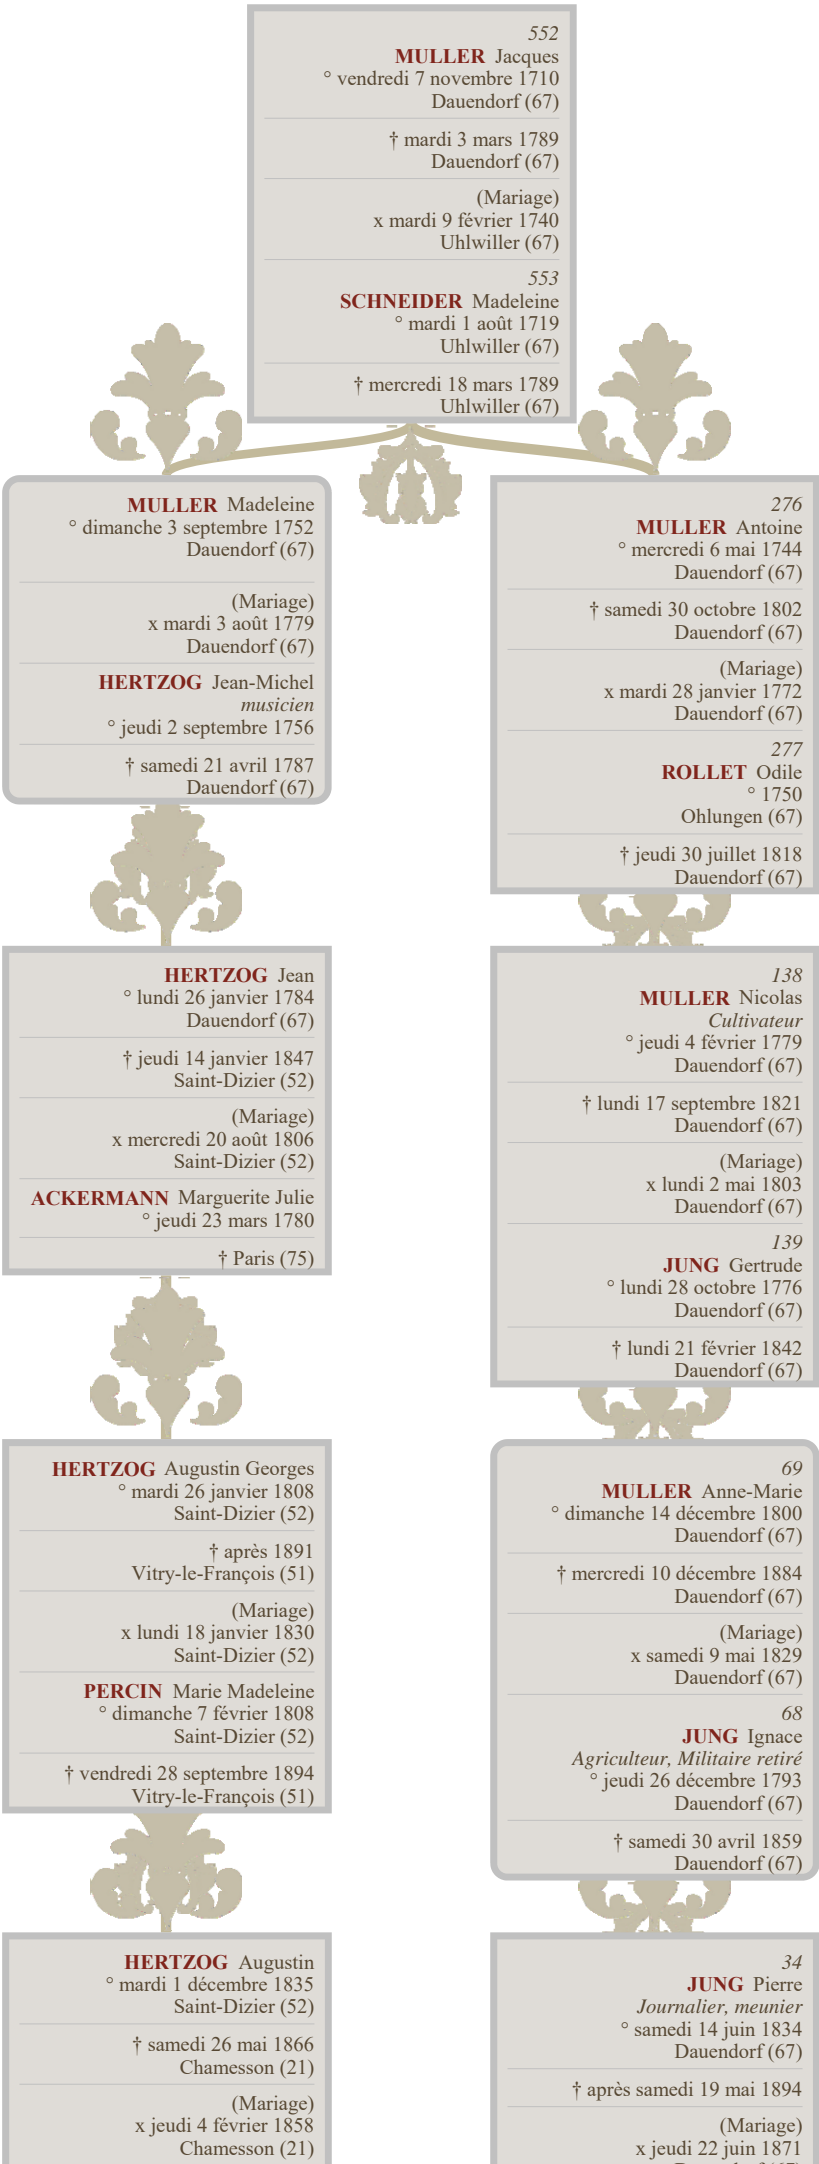 552
MULLER Jacques
° vendredi 7 novembre 1710
Dauendorf (67)
† mardi 3 mars 1789
Dauendorf (67)
(Mariage)
x mardi 9 février 1740
Uhlwiller (67)
553
SCHNEIDER Madeleine
° mardi 1 août 1719
Uhlwiller (67)
† mercredi 18 mars 1789
Uhlwiller (67)
MULLER Madeleine
° dimanche 3 septembre 1752
Dauendorf (67)
(Mariage)
x mardi 3 août 1779
Dauendorf (67)
HERTZOG Jean-Michel
musicien
° jeudi 2 septembre 1756
† samedi 21 avril 1787
Dauendorf (67)
276
MULLER Antoine
° mercredi 6 mai 1744
Dauendorf (67)
† samedi 30 octobre 1802
Dauendorf (67)
(Mariage)
x mardi 28 janvier 1772
Dauendorf (67)
277
ROLLET Odile
° 1750
Ohlungen (67)
† jeudi 30 juillet 1818
Dauendorf (67)
HERTZOG Jean
° lundi 26 janvier 1784
Dauendorf (67)
† jeudi 14 janvier 1847
Saint-Dizier (52)
(Mariage)
x mercredi 20 août 1806
Saint-Dizier (52)
ACKERMANN Marguerite Julie
° jeudi 23 mars 1780
† Paris (75)
138
MULLER Nicolas
Cultivateur
° jeudi 4 février 1779
Dauendorf (67)
† lundi 17 septembre 1821
Dauendorf (67)
(Mariage)
x lundi 2 mai 1803
Dauendorf (67)
139
JUNG Gertrude
° lundi 28 octobre 1776
Dauendorf (67)
† lundi 21 février 1842
Dauendorf (67)
HERTZOG Augustin Georges
° mardi 26 janvier 1808
Saint-Dizier (52)
† après 1891
Vitry-le-François (51)
(Mariage)
x lundi 18 janvier 1830
Saint-Dizier (52)
PERCIN Marie Madeleine
° dimanche 7 février 1808
Saint-Dizier (52)
† vendredi 28 septembre 1894
Vitry-le-François (51)
69
MULLER Anne-Marie
° dimanche 14 décembre 1800
Dauendorf (67)
† mercredi 10 décembre 1884
Dauendorf (67)
(Mariage)
x samedi 9 mai 1829
Dauendorf (67)
68
JUNG Ignace
Agriculteur, Militaire retiré
° jeudi 26 décembre 1793
Dauendorf (67)
† samedi 30 avril 1859
Dauendorf (67)
HERTZOG Augustin
° mardi 1 décembre 1835
Saint-Dizier (52)
† samedi 26 mai 1866
Chamesson (21)
(Mariage)
x jeudi 4 février 1858
Chamesson (21)
34
JUNG Pierre
Journalier, meunier
° samedi 14 juin 1834
Dauendorf (67)
† après samedi 19 mai 1894
(Mariage)
x jeudi 22 juin 1871